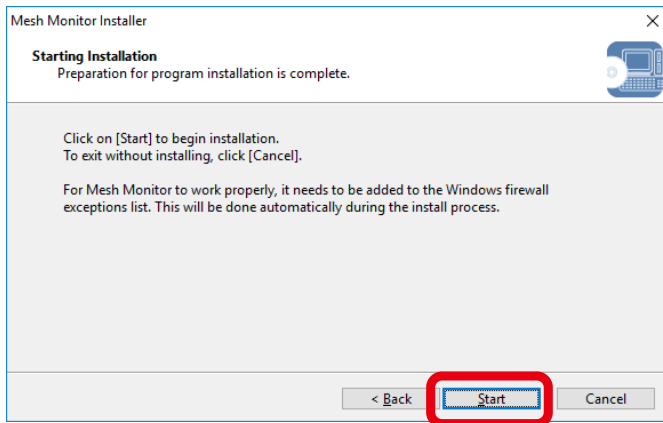 Mesh Monitor Installer
Starting Installation
Preparation for program installation is complete.
Click on [Start] to begin installation.
To exit without installing, click [Cancel].
For Mesh Monitor to work properly, it needs to be added to the Windows firewall
exceptions list. This will be done automatically during the install process.
< Back
Start
Cancel